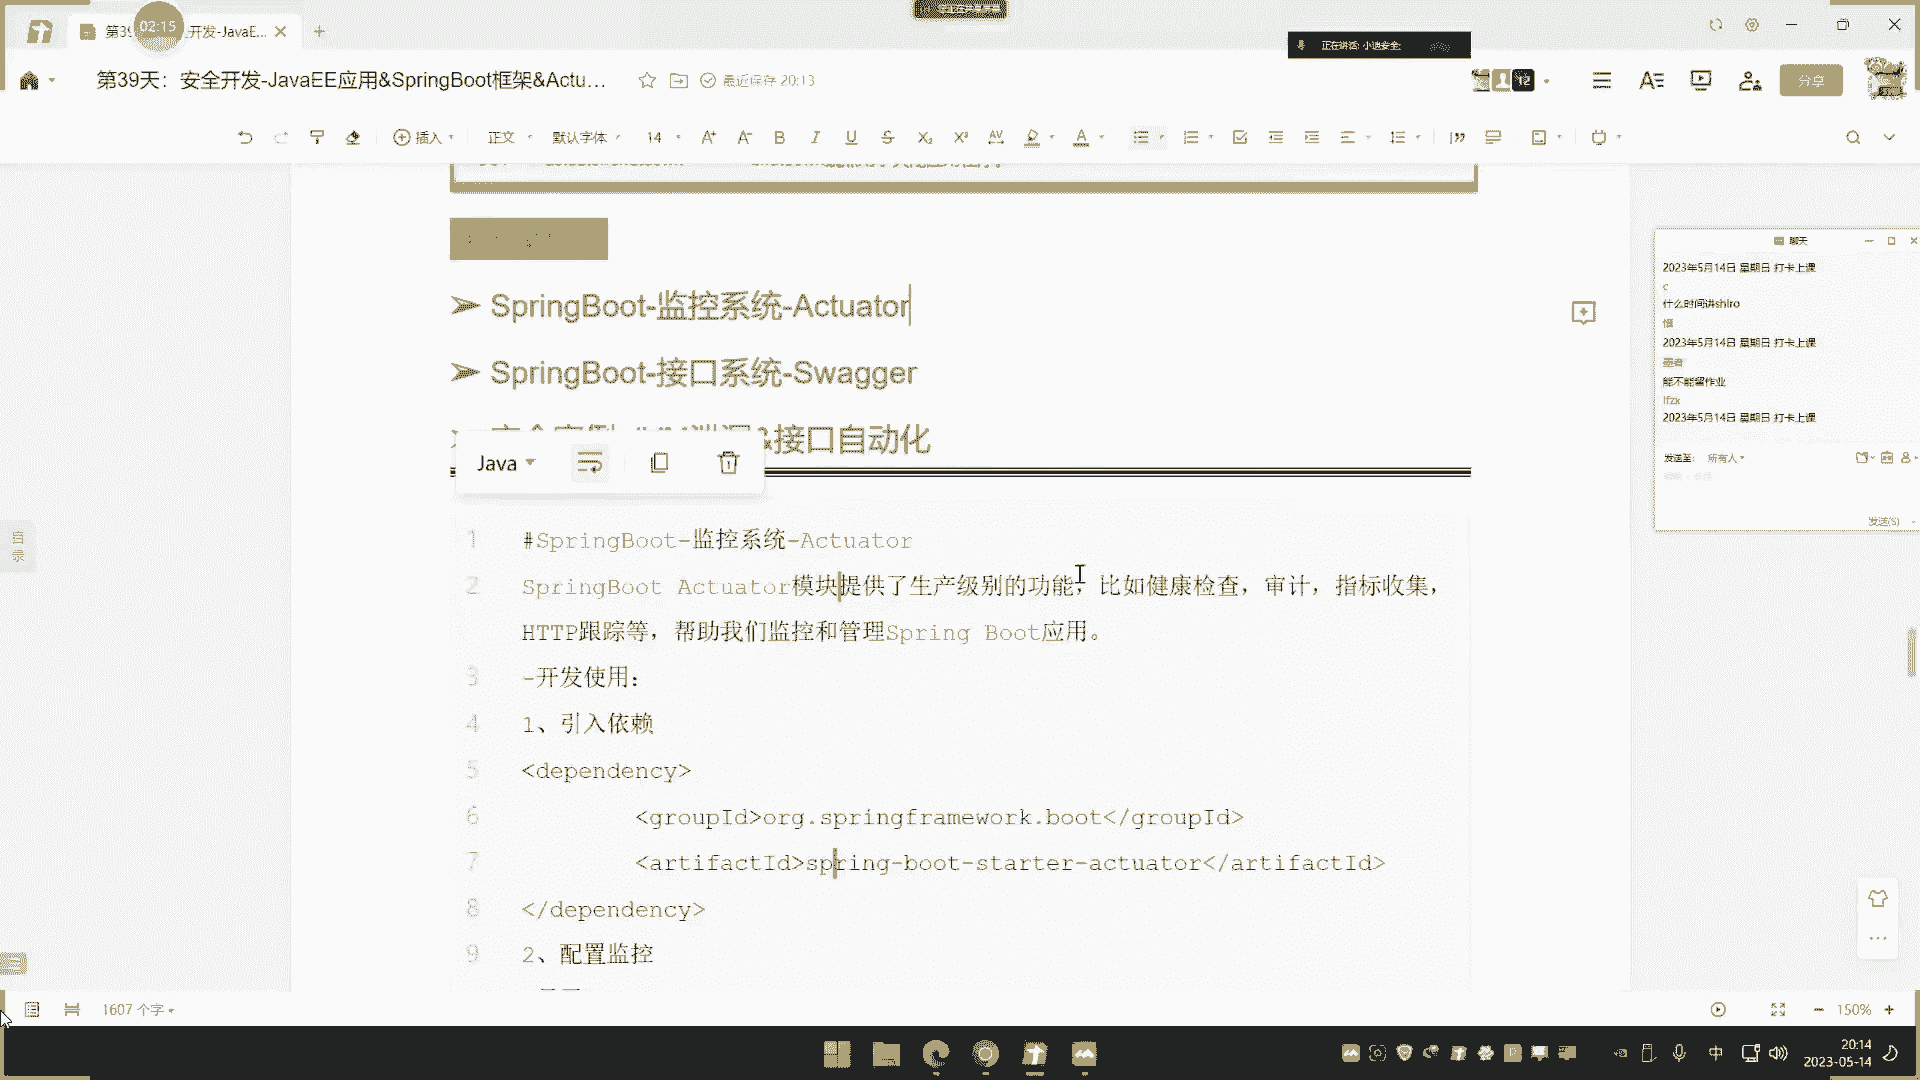 02:15
开发-JavaE...
第39天：安全开发-JavaEE应用&SpringBoot框架&Actu...
最近保存 20:13
正在讲话: 小迪安全;
分享
插入
正文
默认字体
14
SpringBoot-监控系统-Actuator
SpringBoot-接口系统-Swagger
&接口自动化
Java
1 #SpringBoot-监控系统-Actuator
2 SpringBoot Actuator模块提供了生产级别的功能，比如健康检查，审计，指标收集，
HTTP跟踪等，帮助我们监控和管理Spring Boot应用。
3 -开发使用：
4 1、引入依赖
5 <dependency>
6 <groupId>org.springframework.boot</groupId>
7 <artifactId>spring-boot-starter-actuator</artifactId>
8 </dependency>
9 2、配置监控
目录
聊天
2023年5月14日 星期日 打卡上课
c
什么时间讲shiro
2023年5月14日 星期日 打卡上课
能不能留作业
lfzx
2023年5月14日 星期日 打卡上课
发送至: 所有人
发送(S)
1607 个字
150%
中
20:14
2023-05-14